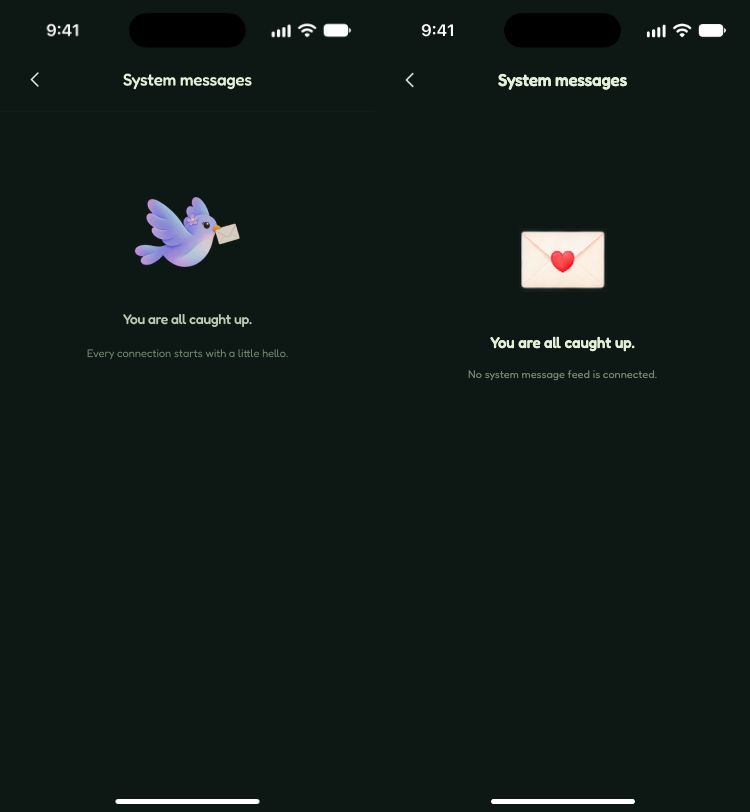 9:41
System messages
You are all caught up.
Every connection starts with a little hello.
9:41
System messages
You are all caught up.
No system message feed is connected.